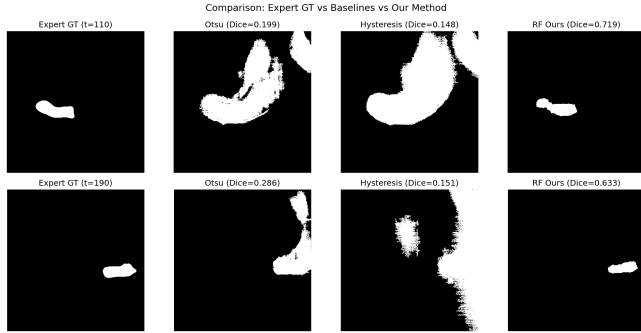 Comparison: Expert GT vs Baselines vs Our Method
Expert GT (t=110)
Otsu (Dice=0.199)
Hysteresis (Dice=0.148)
RF Ours (Dice=0.719)
Expert GT (t=190)
Otsu (Dice=0.286)
Hysteresis (Dice=0.151)
RF Ours (Dice=0.633)